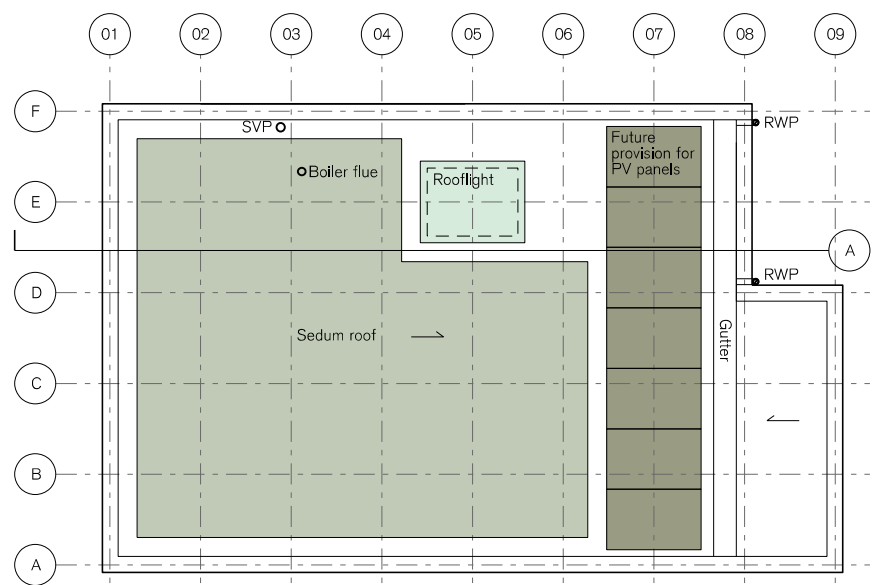 01 02 03 04 05 06 07 08 09
F
SVP
RWP
Future
provision for
PV panels
Boiler flue
Rooflight
E
A
RWP
D
Sedum roof
Gutter
C
B
A